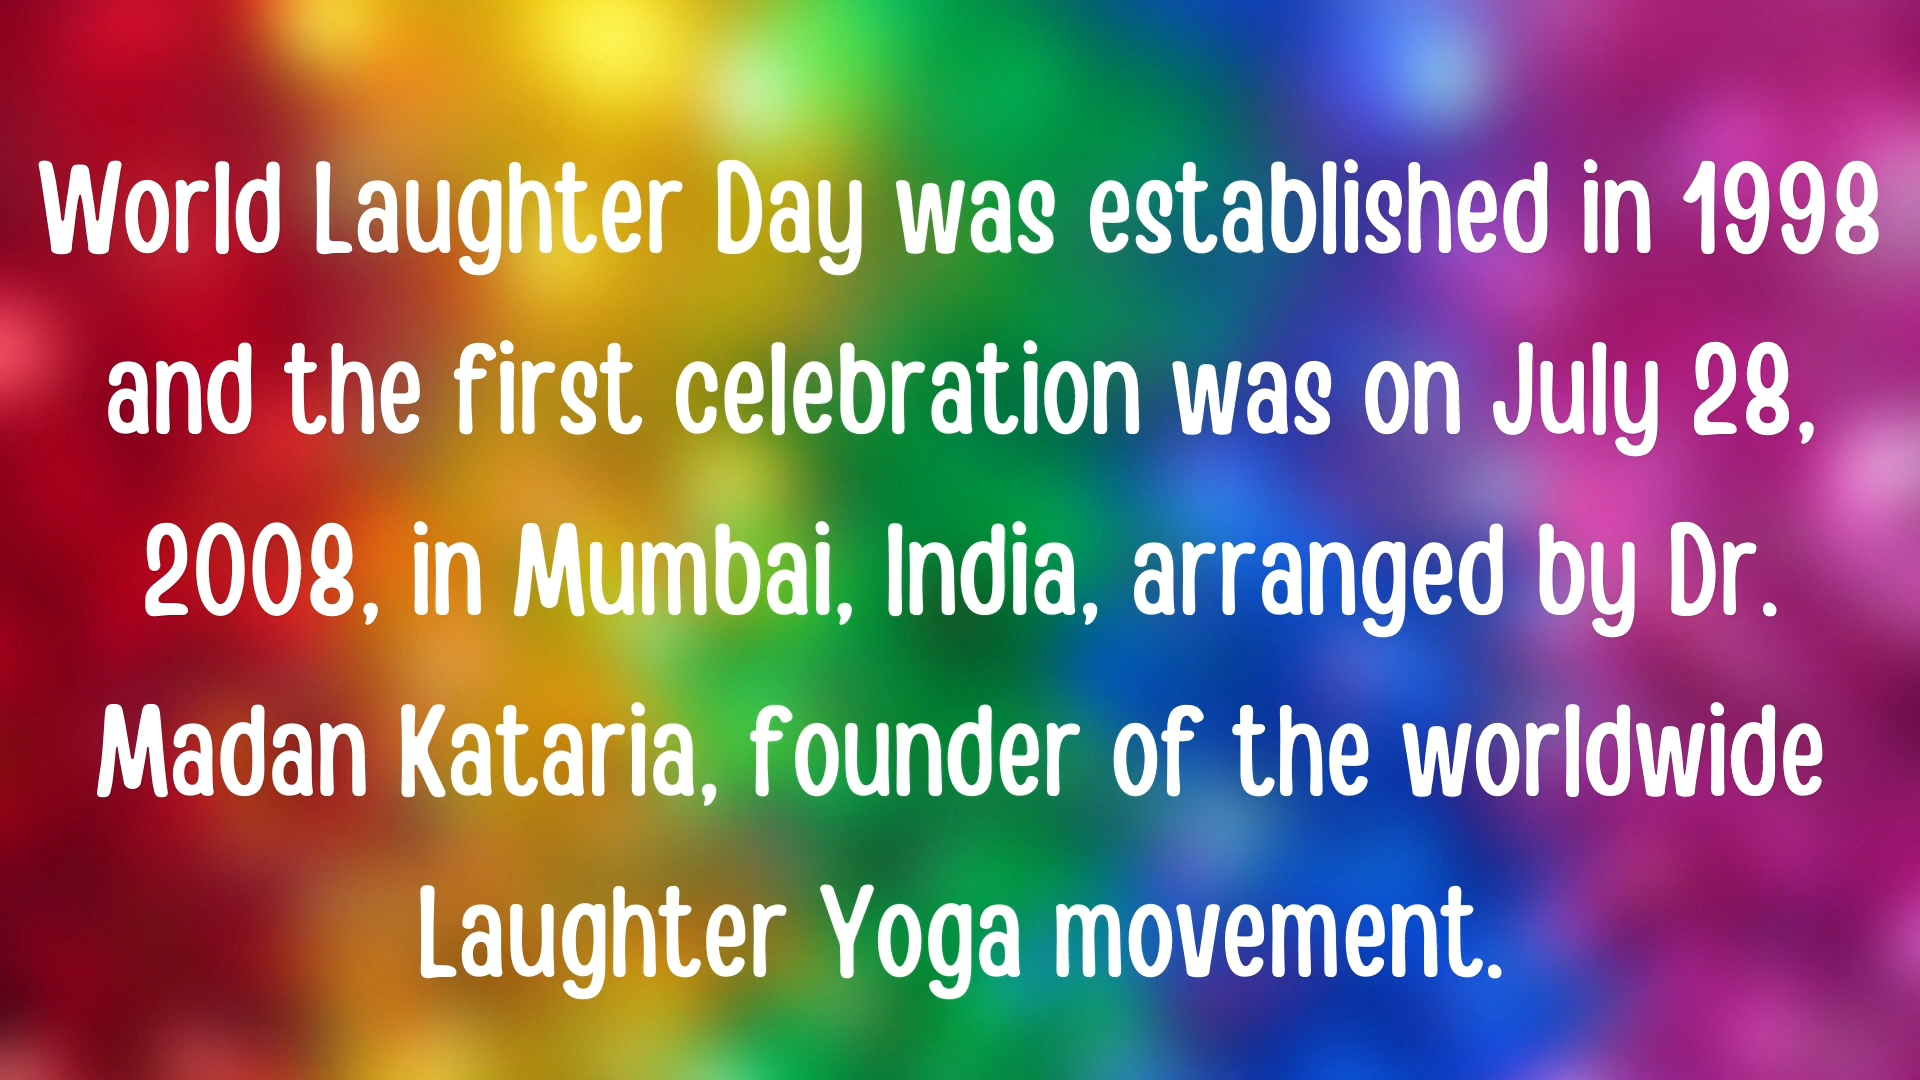 World Laughter Day was established in 1998
and the first celebration was on July 28,
2008, in Mumbai, India, arranged by Dr.
Madan Kataria, founder of the worldwide
Laughter Yoga movement.